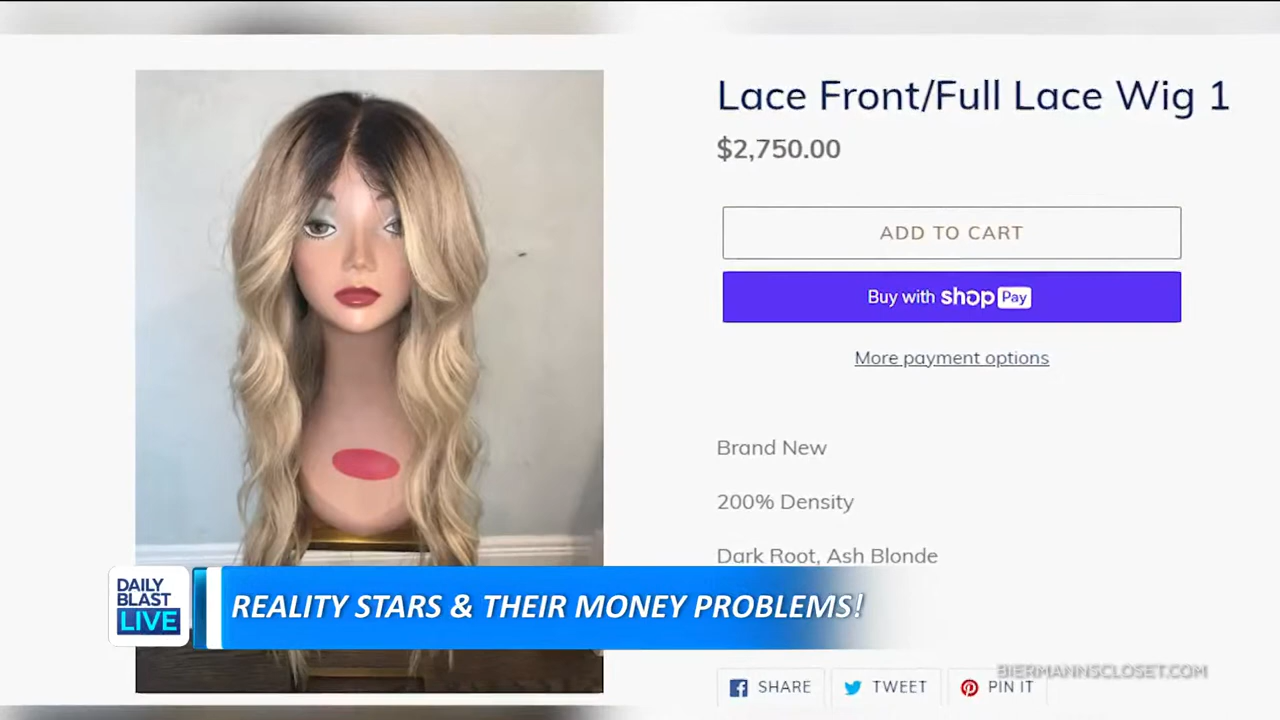 Lace Front/Full Lace Wig 1
$2,750.00
ADD TO CART
Buy with shop Pay
More payment options
Brand New
200% Density
Dark Root, Ash Blonde
DAILY
BLAST
LIVE
REALITY STARS & THEIR MONEY PROBLEMS!
SHARE
TWEET
PIN IT
BIERMANNSCLOSET.COM